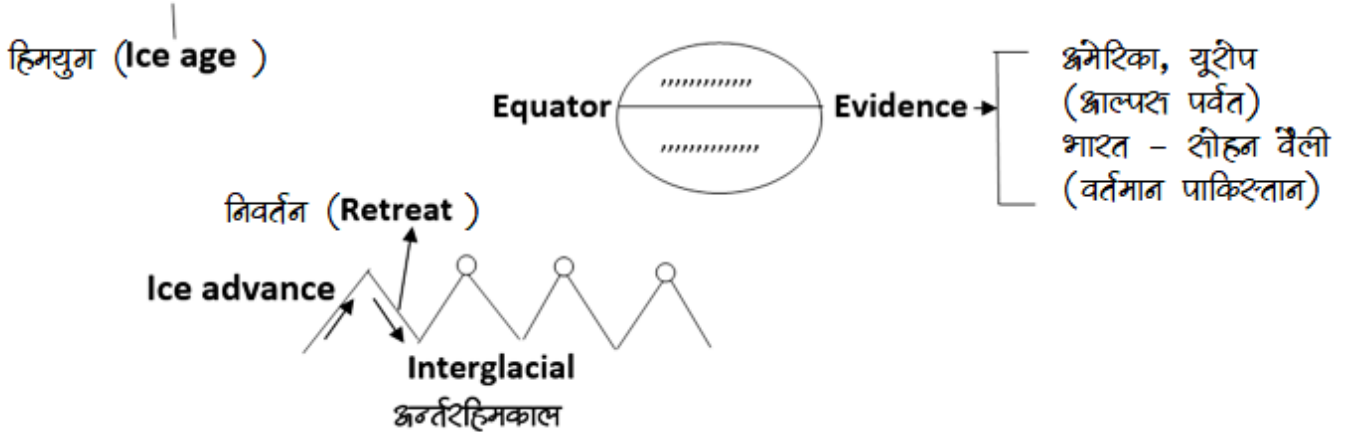 हिमयुग (Ice age )
Equator
Evidence
अमेरिका, यूरोप
(आल्पस पर्वत)
भारत – सोहन वैली
(वर्तमान पाकिस्तान)
निवर्तन (Retreat )
Ice advance
Interglacial
अर्न्तरहिमकाल